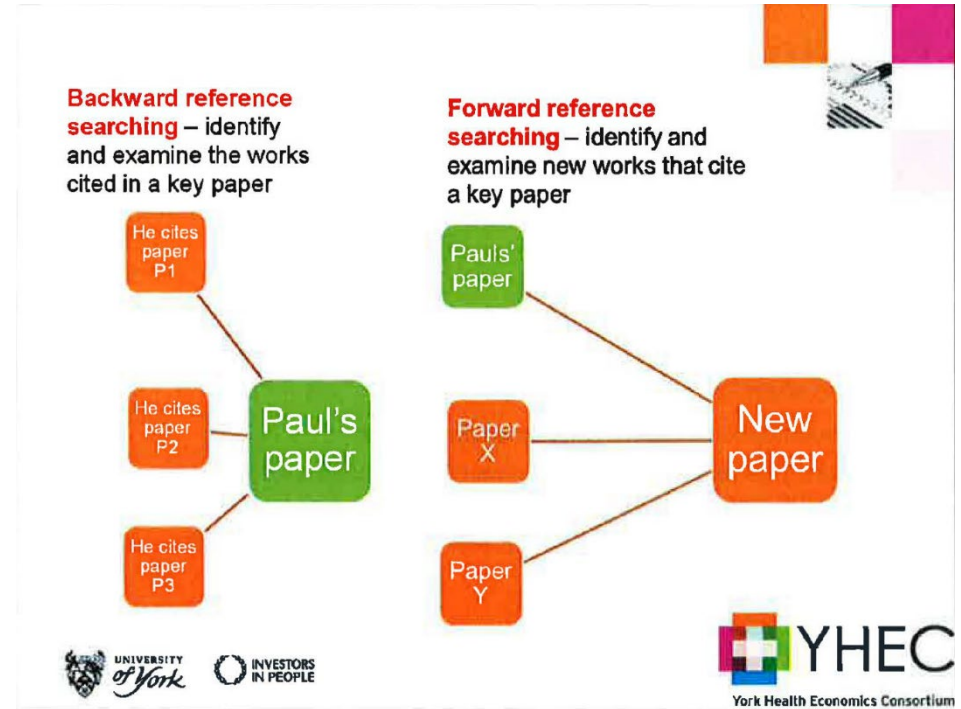 Backward reference
searching – identify
and examine the works
cited in a key paper
He cites
paper
P1
He cites
paper
P2
He cites
paper
P3
Paul's
paper
Forward reference
searching – identify and
examine new works that cite
a key paper
Pauls'
paper
Paper
X
Paper
Y
New
paper
UNIVERSITY
of York
INVESTORS
IN PEOPLE
YHEC
York Health Economics Consortium